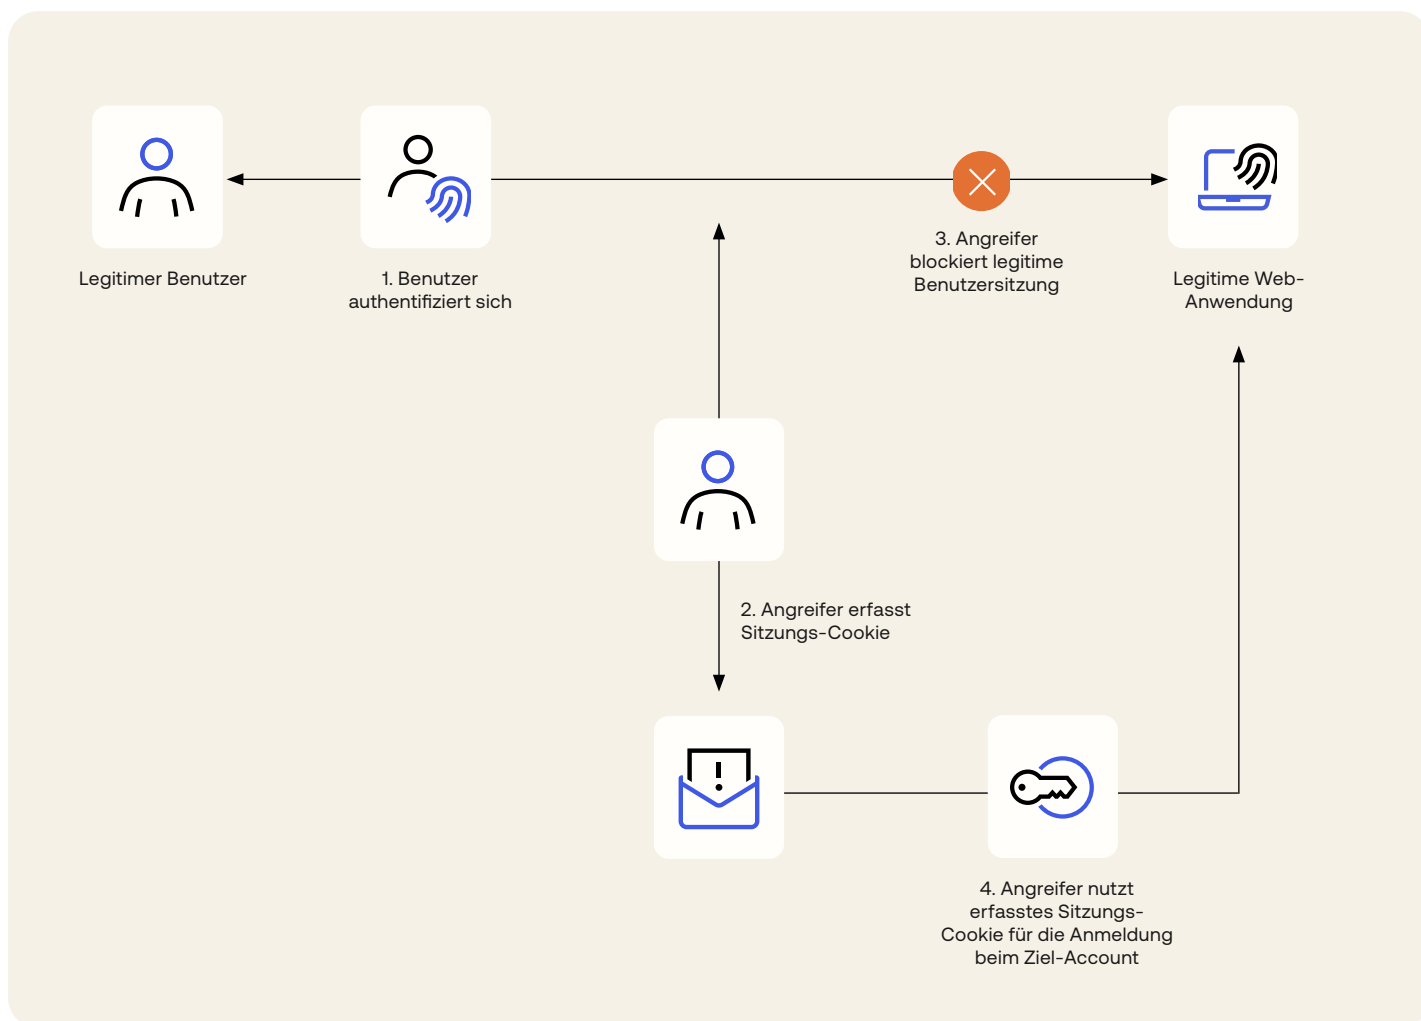 Legitimer Benutzer
1. Benutzer
authentifiziert sich
3. Angreifer
blockiert legitime
Benutzersitzung
Legitime Web-
Anwendung
2. Angreifer erfasst
Sitzungs-Cookie
4. Angreifer nutzt
erfasstes Sitzungs-
Cookie für die Anmeldung
beim Ziel-Account